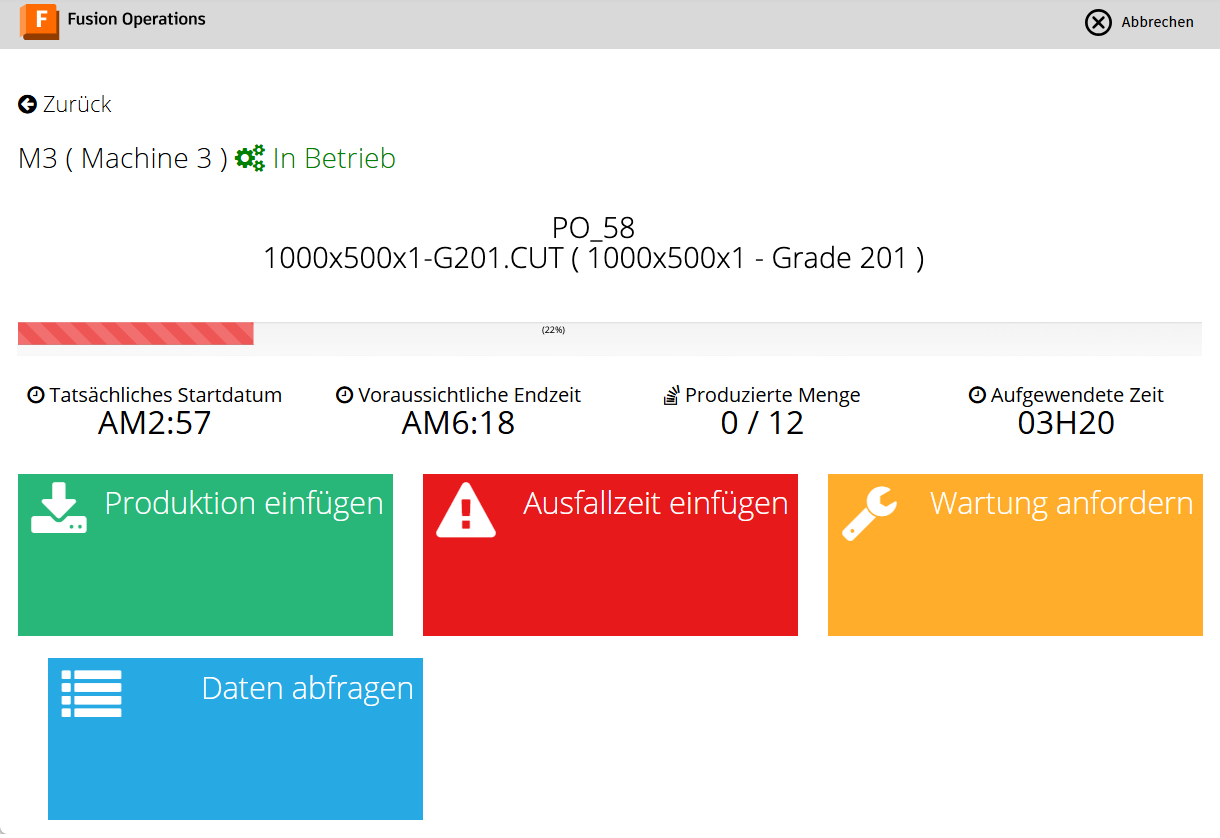 F Fusion Operations
Abbrechen
Zurück
M3 ( Machine 3 ) In Betrieb
PO_58
1000x500x1-G201.CUT ( 1000x500x1 - Grade 201 )
(22%)
Tatsächliches Startdatum
AM2:57
Voraussichtliche Endzeit
AM6:18
Produzierte Menge
0 / 12
Aufgewendete Zeit
03H20
Produktion einfügen
Ausfallzeit einfügen
Wartung anfordern
Daten abfragen